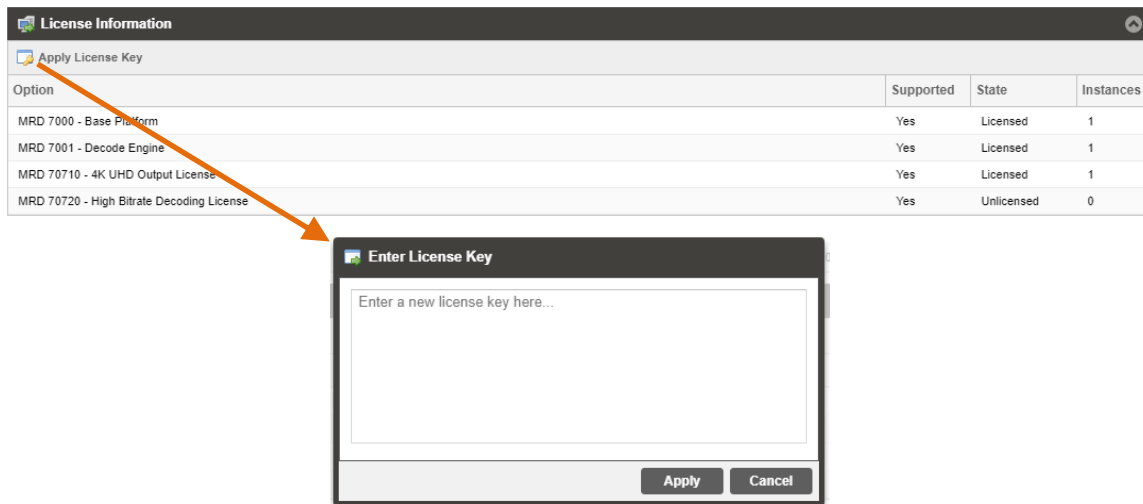 License Information
Apply License Key
Option Supported State Instances
MRD 7000 - Base Platform Yes Licensed 1
MRD 7001 - Decode Engine Yes Licensed 1
MRD 70710 - 4K UHD Output License Yes Licensed 1
MRD 70720 - High Bitrate Decoding License Yes Unlicensed 0
Enter License Key
Enter a new license key here...
Apply Cancel